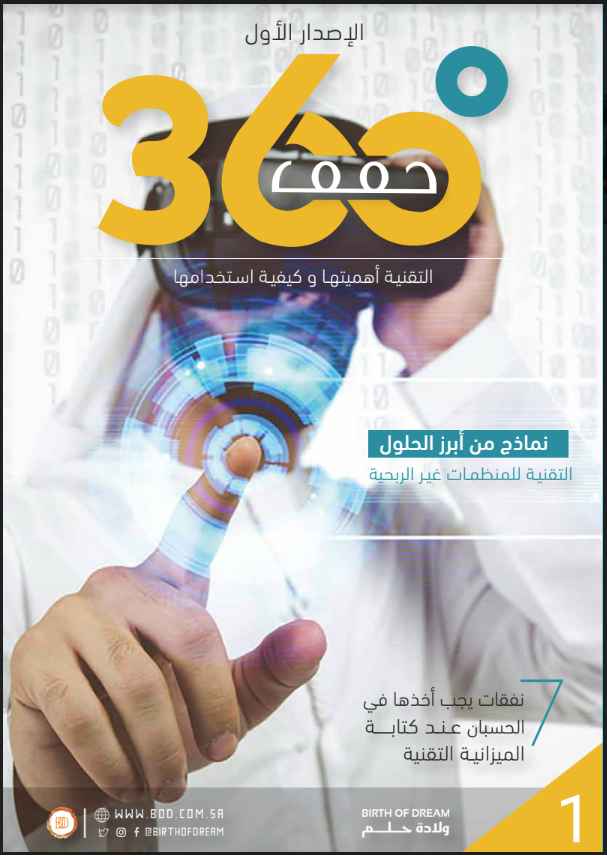 الإصدار الأول
360°
التقنية أهميتها و كيفية استخدامها
نماذج من أبرز الحلول
التقنية للمنظمات غير الربحية
7
نفقات يجب أخذها في
الحسبان عند كتابة
الميزانية التقنية
WWW.BOD.COM.SA
@BIRTHOFDREAM
BIRTH OF DREAM
ولادة حلم
1